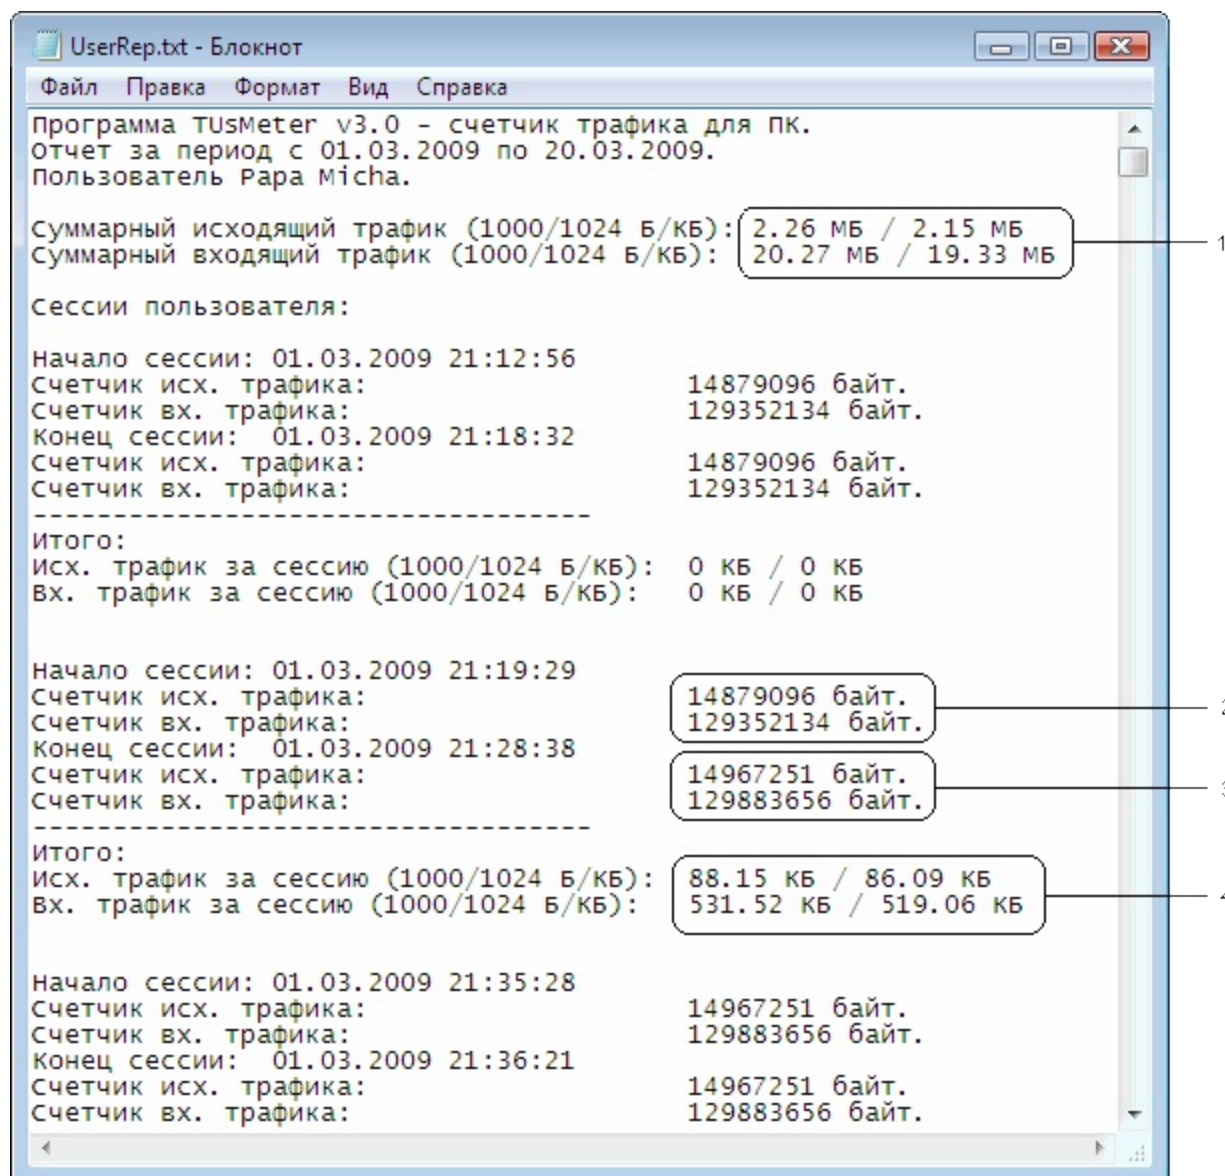 UserRep.txt - Блокнот
Файл Правка Формат Вид Справка
Программа TUsMeter v3.0 - счетчик трафика для ПК.
Отчет за период с 01.03.2009 по 20.03.2009.
Пользователь Papa Micha.
Суммарный исходящий трафик (1000/1024 Б/КБ): 2.26 МБ / 2.15 МБ
Суммарный входящий трафик (1000/1024 Б/КБ): 20.27 МБ / 19.33 МБ
1
Сессии пользователя:
Начало сессии: 01.03.2009 21:12:56
Счетчик исх. трафика: 14879096 байт.
Счетчик вх. трафика: 129352134 байт.
Конец сессии: 01.03.2009 21:18:32
Счетчик исх. трафика: 14879096 байт.
Счетчик вх. трафика: 129352134 байт.
-----------------------------------
Итого:
Исх. трафик за сессию (1000/1024 Б/КБ): 0 КБ / 0 КБ
Вх. трафик за сессию (1000/1024 Б/КБ): 0 КБ / 0 КБ
Начало сессии: 01.03.2009 21:19:29
Счетчик исх. трафика: 14879096 байт.
Счетчик вх. трафика: 129352134 байт.
2
Конец сессии: 01.03.2009 21:28:38
Счетчик исх. трафика: 14967251 байт.
Счетчик вх. трафика: 129883656 байт.
3
-----------------------------------
Итого:
Исх. трафик за сессию (1000/1024 Б/КБ): 88.15 КБ / 86.09 КБ
Вх. трафик за сессию (1000/1024 Б/КБ): 531.52 КБ / 519.06 КБ
4
Начало сессии: 01.03.2009 21:35:28
Счетчик исх. трафика: 14967251 байт.
Счетчик вх. трафика: 129883656 байт.
Конец сессии: 01.03.2009 21:36:21
Счетчик исх. трафика: 14967251 байт.
Счетчик вх. трафика: 129883656 байт.